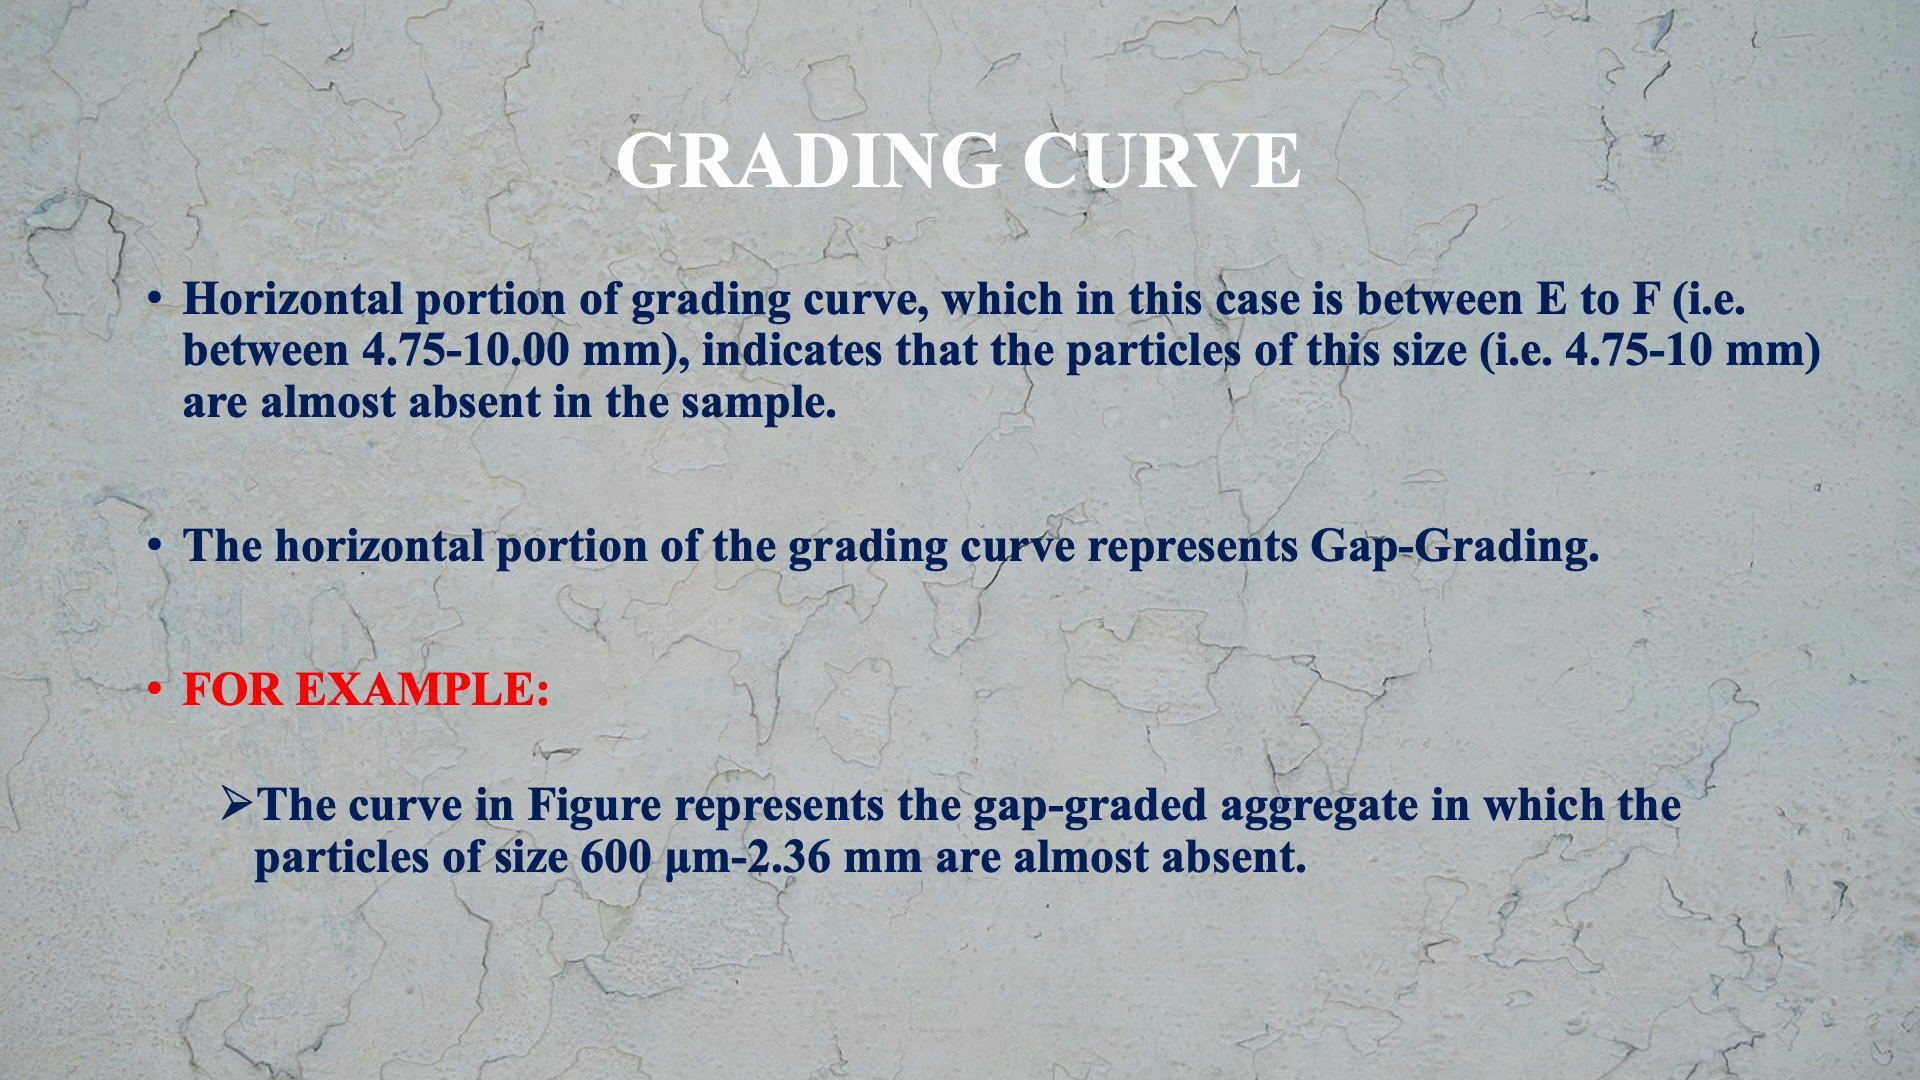 GRADING CURVE
• Horizontal portion of grading curve, which in this case is between E to F (i.e.
between 4.75-10.00 mm), indicates that the particles of this size (i.e. 4.75-10 mm)
are almost absent in the sample.
• The horizontal portion of the grading curve represents Gap-Grading.
• FOR EXAMPLE:
➢The curve in Figure represents the gap-graded aggregate in which the
particles of size 600 µm-2.36 mm are almost absent.